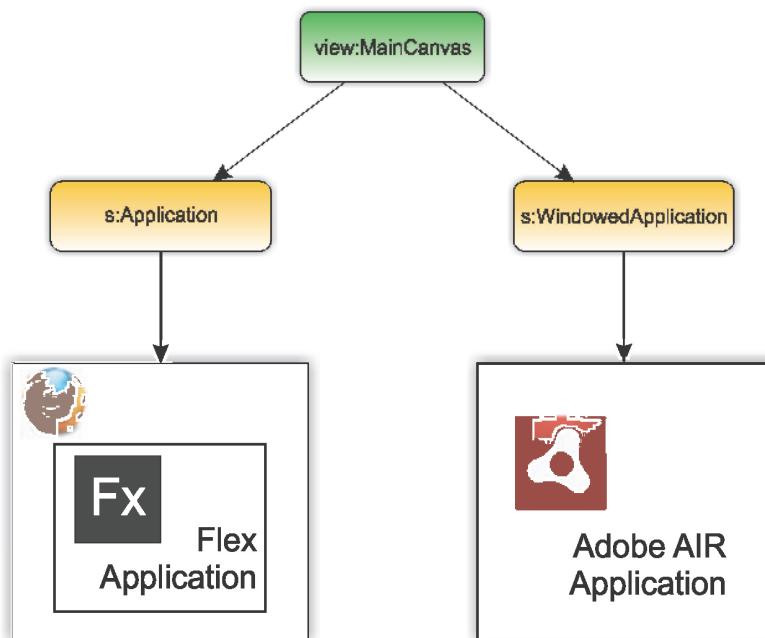 view:MainCanvas
s:Application
s:WindowedApplication
Fx
Flex
Application
Adobe AIR
Application